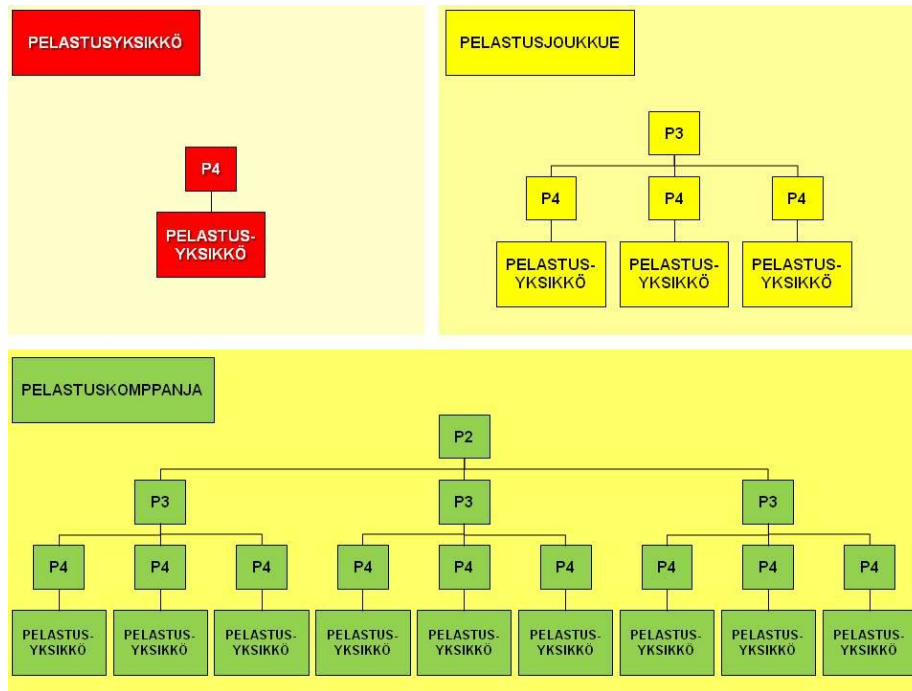 PELASTUSYKSIKKÖ
P4
PELASTUS-
YKSIKKÖ
PELASTUSJOUKKUE
P3
P4 P4 P4
PELASTUS- PELASTUS- PELASTUS-
YKSIKKÖ YKSIKKÖ YKSIKKÖ
PELASTUSKOMPPANJA
P2
P3 P3 P3
P4 P4 P4 P4 P4 P4 P4 P4 P4
PELASTUS- PELASTUS- PELASTUS- PELASTUS- PELASTUS- PELASTUS- PELASTUS- PELASTUS- PELASTUS-
YKSIKKÖ YKSIKKÖ YKSIKKÖ YKSIKKÖ YKSIKKÖ YKSIKKÖ YKSIKKÖ YKSIKKÖ YKSIKKÖ